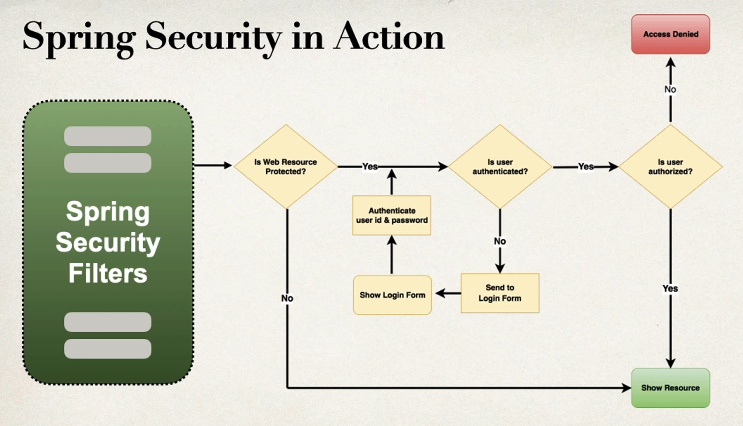 Spring Security in Action
Access Denied
No
Spring
Security
Filters
Is Web Resource
Protected?
Yes
Is user
authenticated?
Yes
Is user
authorized?
Authenticate
user id & password
No
Show Login Form
Send to
Login Form
No
Yes
Show Resource